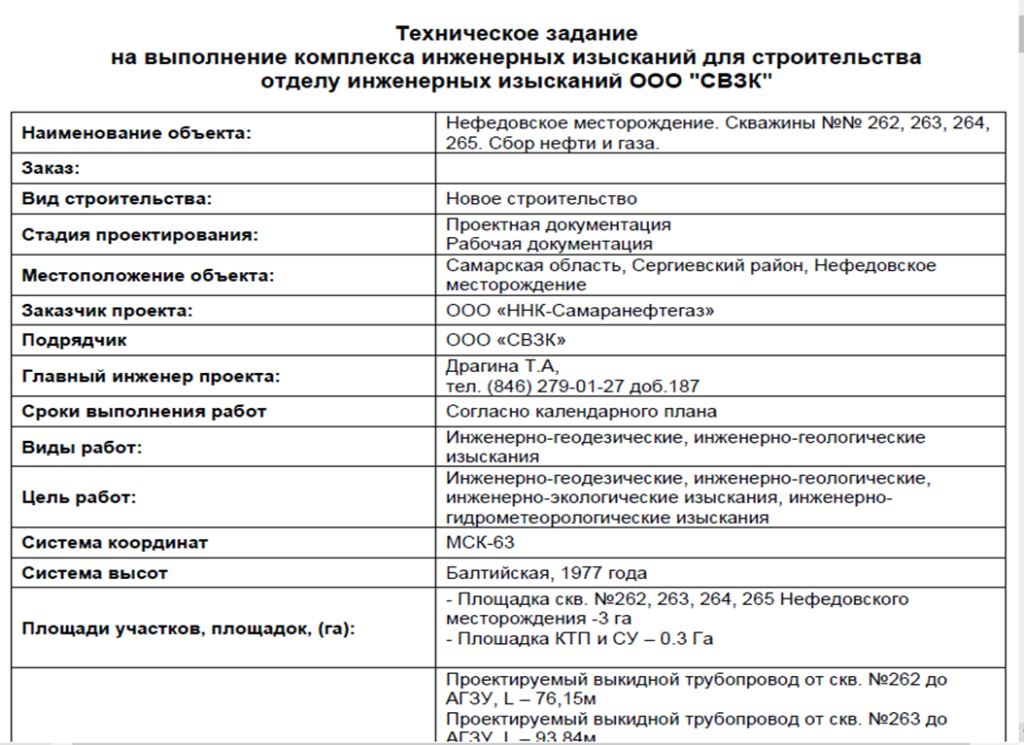 Техническое задание
на выполнение комплекса инженерных изысканий для строительства
отделу инженерных изысканий ООО "СВЗК"
Наименование объекта:
Нефедовское месторождение. Скважины №№ 262, 263, 264,
265. Сбор нефти и газа.
Заказ:
Вид строительства:
Новое строительство
Стадия проектирования:
Проектная документация
Рабочая документация
Местоположение объекта:
Самарская область, Сергиевский район, Нефедовское
месторождение
Заказчик проекта:
ООО «ННК-Самаранефтегаз»
Подрядчик
ООО «СВЗК»
Главный инженер проекта:
Драгина Т.А,
тел. (846) 279-01-27 доб.187
Сроки выполнения работ
Согласно календарного плана
Виды работ:
Инженерно-геодезические, инженерно-геологические
изыскания
Цель работ:
Инженерно-геодезические, инженерно-геологические,
инженерно-экологические изыскания, инженерно-
гидрометеорологические изыскания
Система координат
МСК-63
Система высот
Балтийская, 1977 года
Площади участков, площадок, (га):
- Площадка скв. №262, 263, 264, 265 Нефедовского
месторождения -3 га
- Плошадка КТП и СУ – 0.3 Га
Проектируемый выкидной трубопровод от скв. №262 до
АГЗУ, L – 76,15м
Проектируемый выкидной трубопровод от скв. №263 до
АГЗУ, L – 93,84м